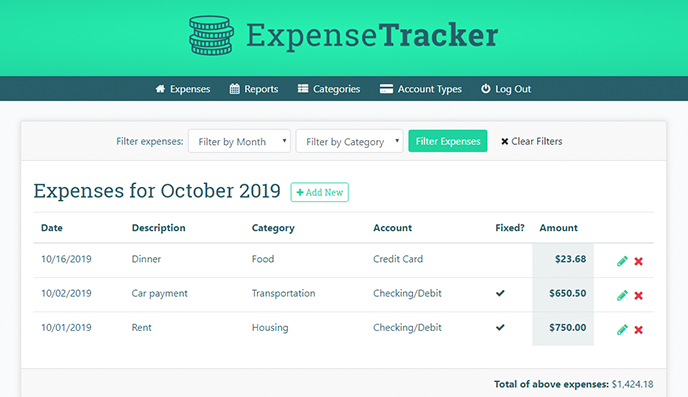 ExpenseTracker
Expenses Reports Categories Account Types Log Out
Filter expenses: Filter by Month Filter by Category Filter Expenses Clear Filters
Expenses for October 2019 Add New
Date Description Category Account Fixed? Amount
10/16/2019 Dinner Food Credit Card $23.68
10/02/2019 Car payment Transportation Checking/Debit $650.50
10/01/2019 Rent Housing Checking/Debit $750.00
Total of above expenses: $1,424.18